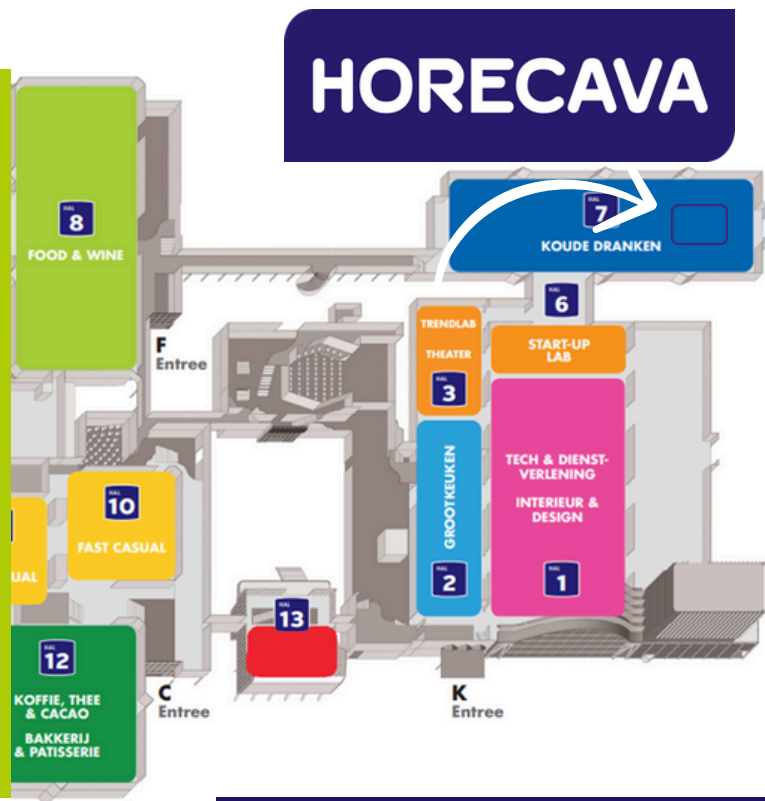 HORECAVA
HAL
8
FOOD & WINE
HAL
7
KOUDE DRANKEN
HAL
6
TRENDLAB
THEATER
HAL
3
START-UP
LAB
F
Entree
TECH & DIENST-
VERLENING
INTERIEUR &
DESIGN
HAL
1
GROOTKEUKEN
HAL
2
HAL
10
FAST CASUAL
UAL
HAL
13
HAL
12
KOFFIE, THEE
& CACAO
BAKKERIJ
& PATISSERIE
C
Entree
K
Entree